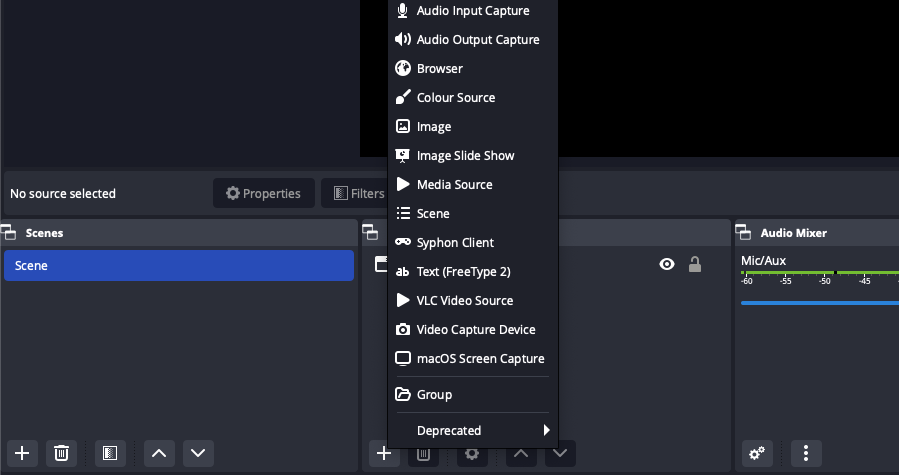 Audio Input Capture
Audio Output Capture
Browser
Colour Source
Image
Image Slide Show
Media Source
Scene
Syphon Client
Text (FreeType 2)
VLC Video Source
Video Capture Device
macOS Screen Capture
Group
Deprecated
No source selected
Properties
Filters
Scenes
Scene
Audio Mixer
Mic/Aux
-60 -55 -50 -45